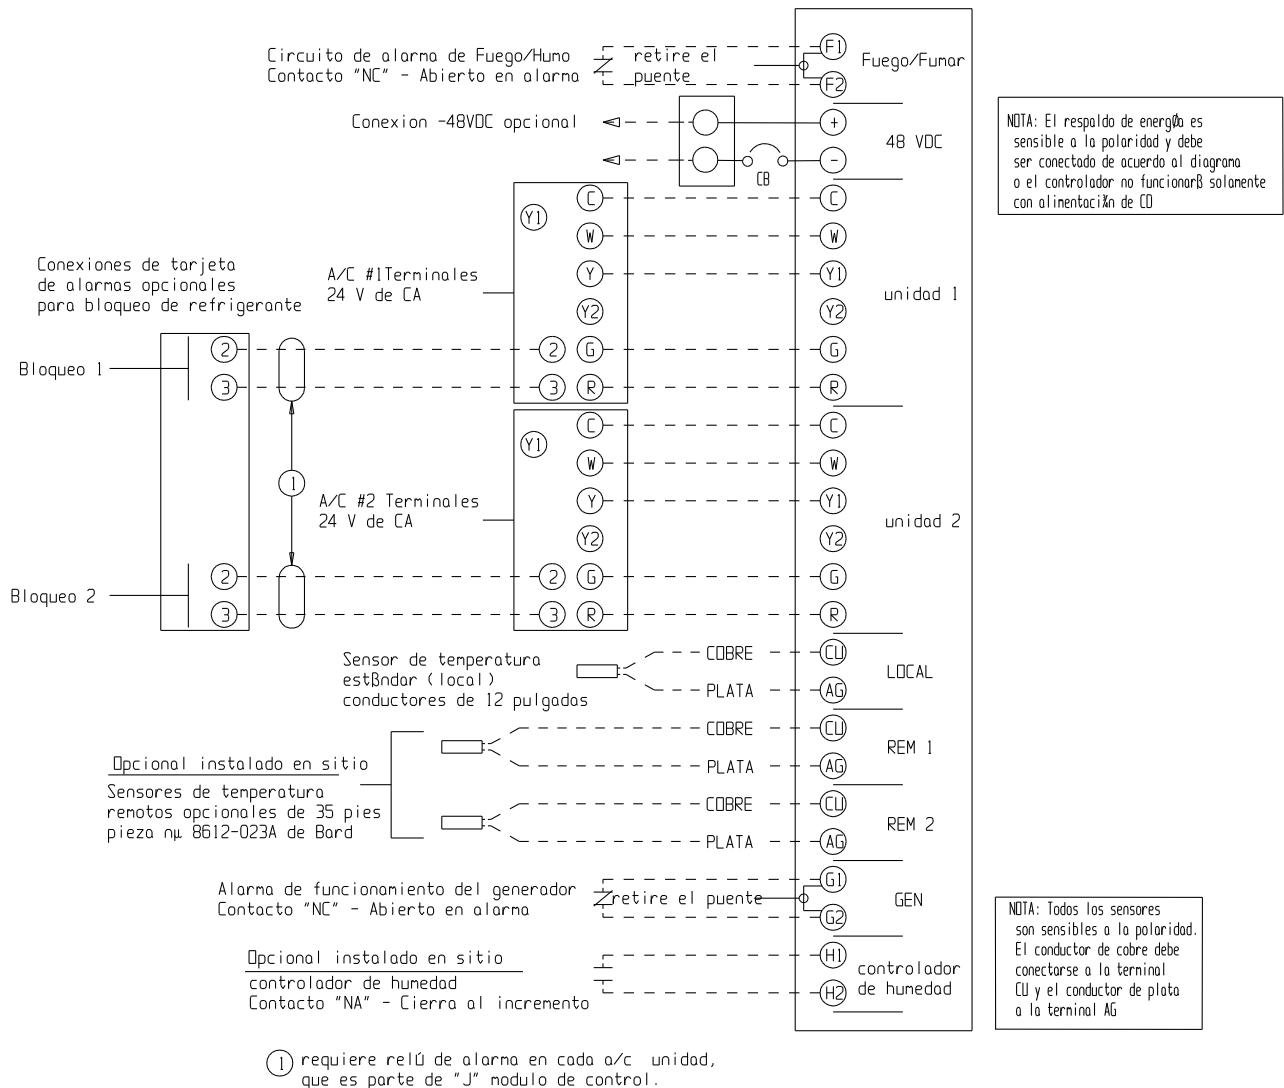 Circuito de alarma de Fuego/Humo
Contacto "NC" - Abierto en alarma
retire el
puente
F1
F2
Fuego/Fumar
Conexion -48VDC opcional
CB
+
-
48 VDC
NOTA: El respaldo de energØa es
sensible a la polaridad y debe
ser conectado de acuerdo al diagrama
o el controlador no funcionarß solamente
con alimentaci¾n de CD
Conexiones de tarjeta
de alarmas opcionales
para bloqueo de refrigerante
Bloqueo 1
2
3
A/C #1Terminales
24 V de CA
Y1
C
W
Y
Y2
2 G
3 R
C
W
Y1
Y2
G
R
unidad 1
1
Bloqueo 2
2
3
A/C #2 Terminales
24 V de CA
Y1
C
W
Y
Y2
2 G
3 R
C
W
Y1
Y2
G
R
unidad 2
Sensor de temperatura
estßndar (local)
conductores de 12 pulgadas
COBRE CU
PLATA AG
LOCAL
Opcional instalado en sitio
Sensores de temperatura
remotos opcionales de 35 pies
pieza nµ 8612-023A de Bard
COBRE CU
PLATA AG
REM 1
COBRE CU
PLATA AG
REM 2
Alarma de funcionamiento del generador
Contacto "NC" - Abierto en alarma
retire el puente
G1
G2
GEN
Opcional instalado en sitio
controlador de humedad
Contacto "NA" - Cierra al incremento
H1
H2
controlador
de humedad
NOTA: Todos los sensores
son sensibles a la polaridad.
El conductor de cobre debe
conectarse a la terminal
CU y el conductor de plata
a la terminal AG
1 requiere relÚ de alarma en cada a/c unidad,
que es parte de "J" modulo de control.